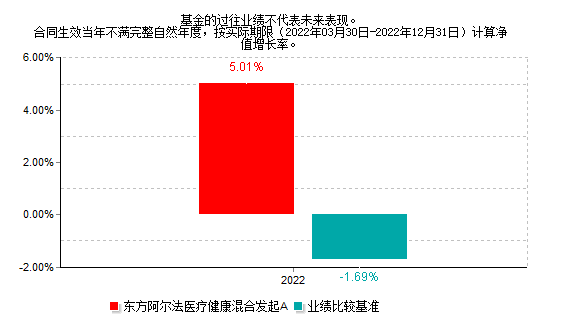 基金的过往业绩不代表未来表现。
合同生效当年不满完整自然年度，按实际期限（2022年03月30日-2022年12月31日）计算净
值增长率。
6.00%
5.01%
4.00%
2.00%
0.00%
-2.00%
-1.69%
2022
东方阿尔法医疗健康混合发起A 业绩比较基准